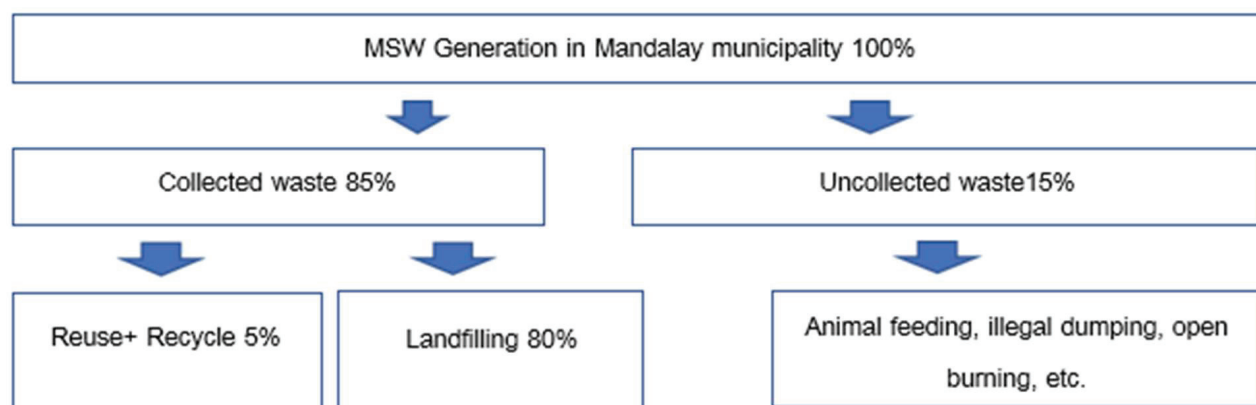 MSW Generation in Mandalay municipality 100%
Collected waste 85%
Uncollected waste15%
Reuse+ Recycle 5%
Landfilling 80%
Animal feeding, illegal dumping, open
burning, etc.